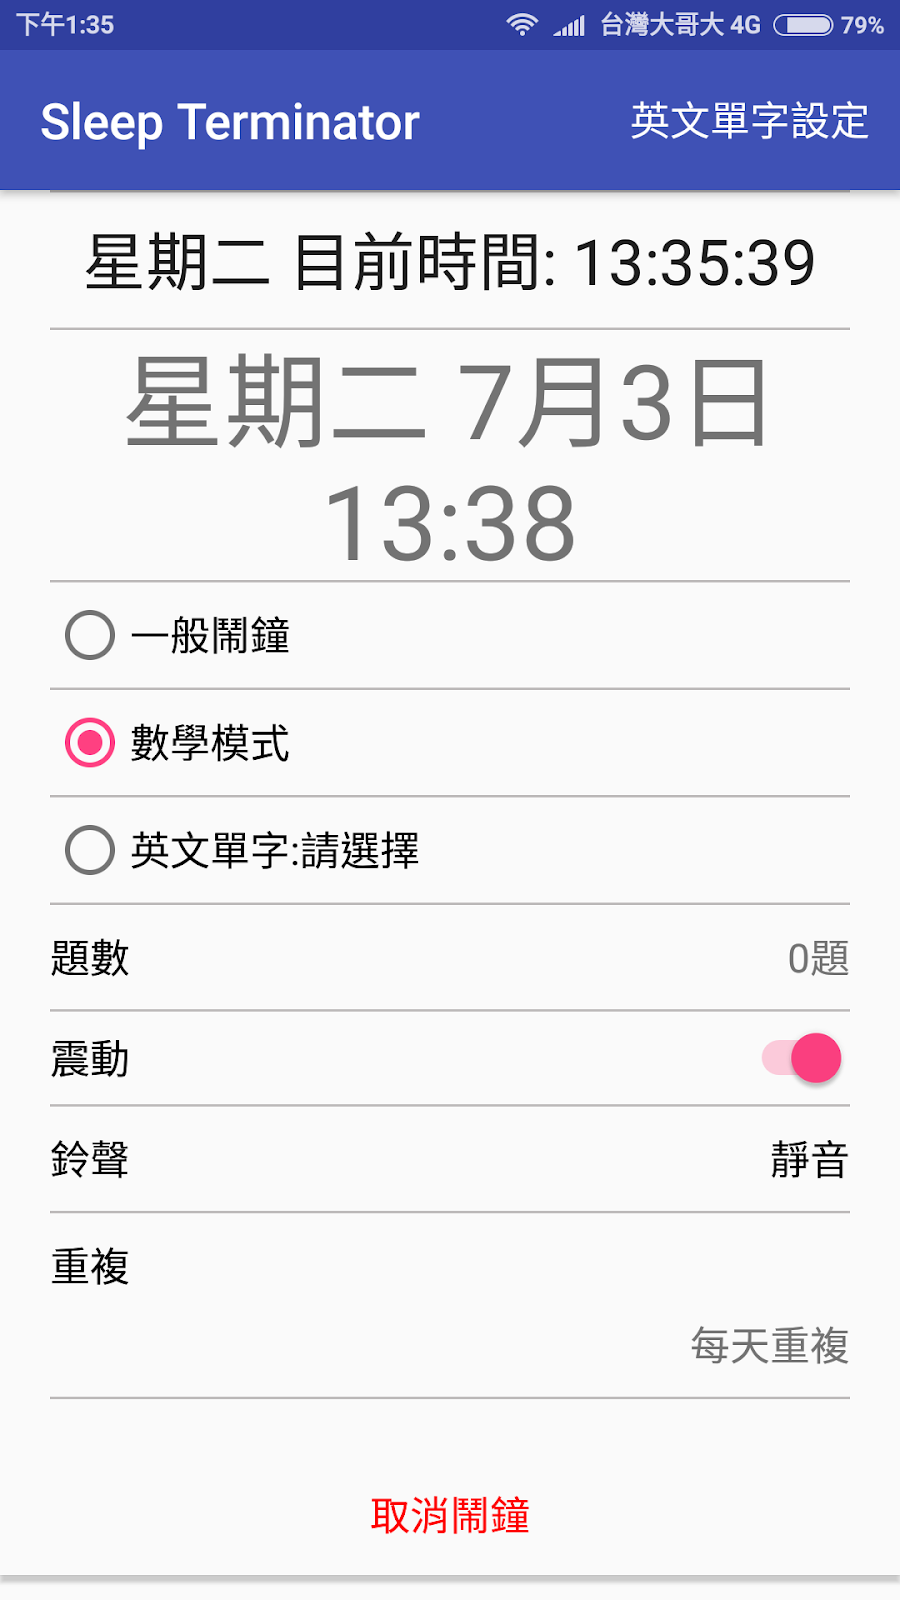 下午1:35 台灣大哥大 4G 79%
Sleep Terminator 英文單字設定
星期二 目前時間: 13:35:39
星期二 7月3日
13:38
一般鬧鐘
數學模式
英文單字:請選擇
題數 0題
震動
鈴聲 靜音
重複
每天重複
取消鬧鐘